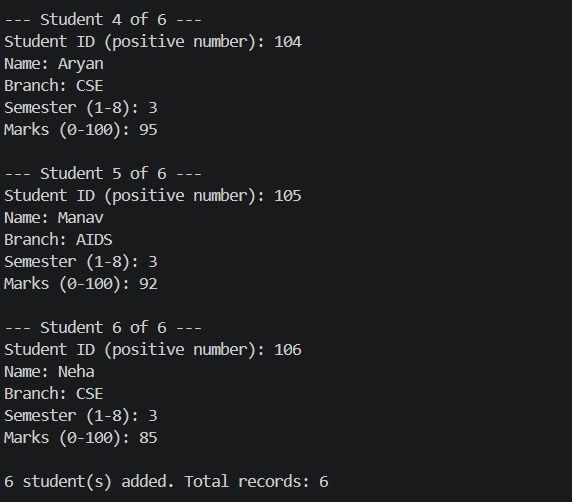 --- Student 4 of 6 ---
Student ID (positive number): 104
Name: Aryan
Branch: CSE
Semester (1-8): 3
Marks (0-100): 95
--- Student 5 of 6 ---
Student ID (positive number): 105
Name: Manav
Branch: AIDS
Semester (1-8): 3
Marks (0-100): 92
--- Student 6 of 6 ---
Student ID (positive number): 106
Name: Neha
Branch: CSE
Semester (1-8): 3
Marks (0-100): 85
6 student(s) added. Total records: 6